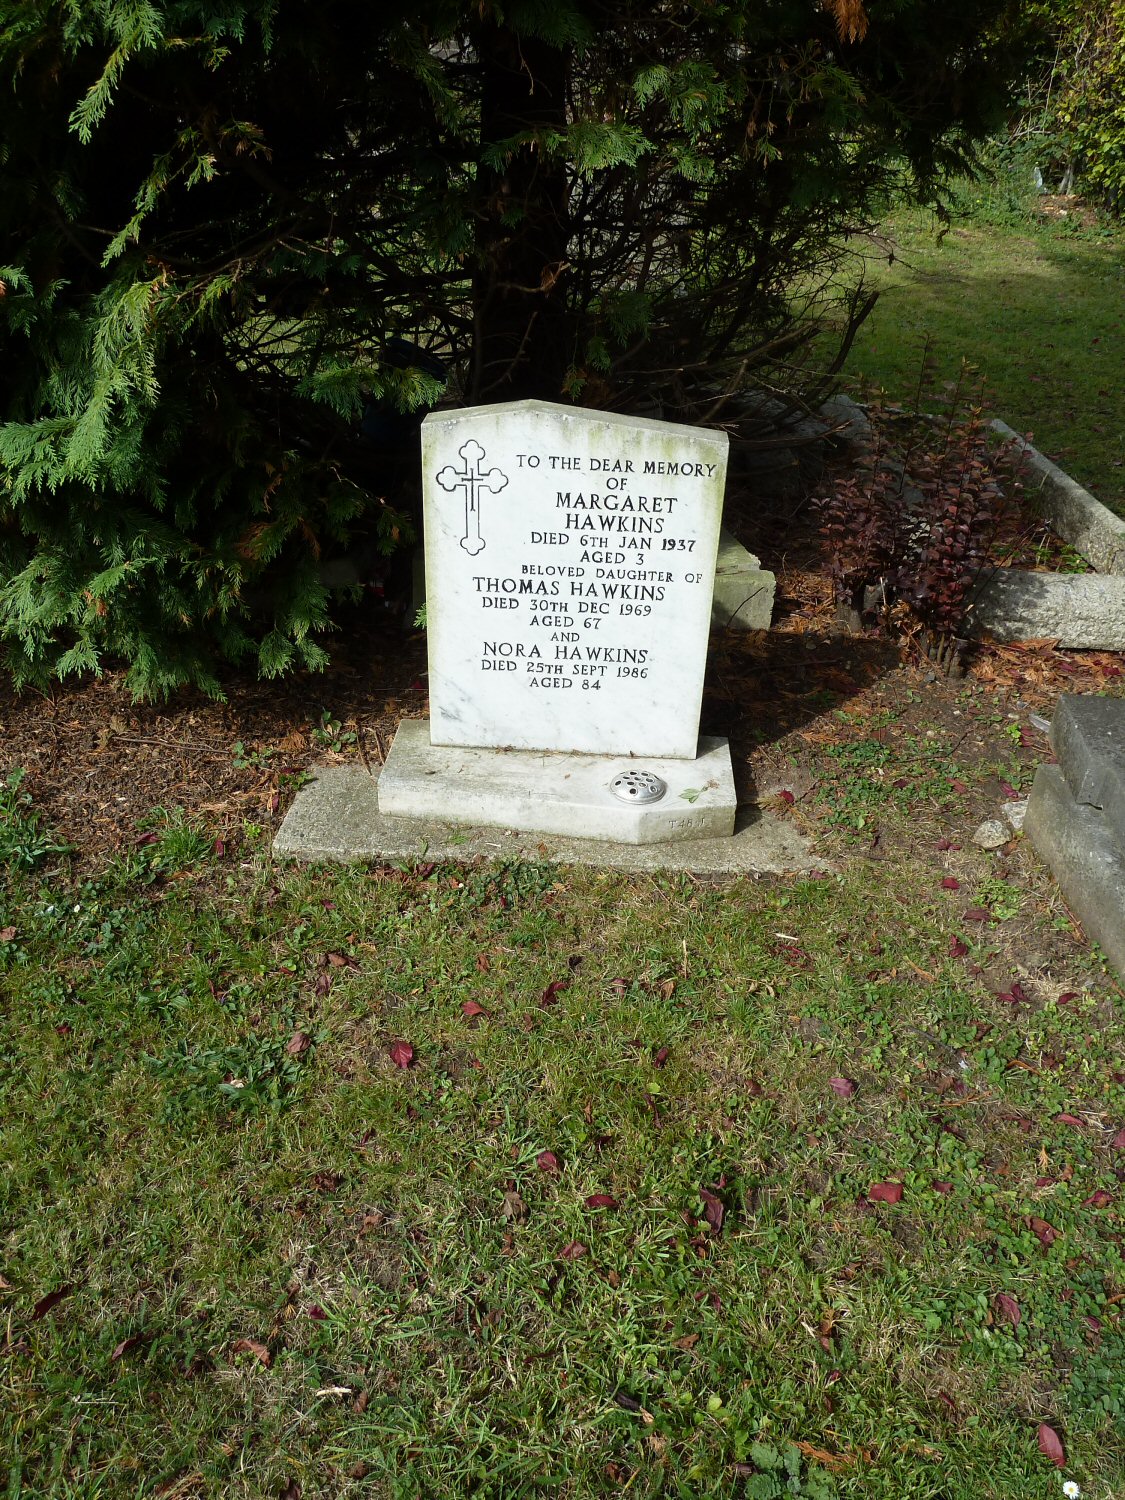 TO THE DEAR MEMORY
OF
MARGARET
HAWKINS
DIED 6TH JAN 1937
AGED 3
BELOVED DAUGHTER OF
THOMAS HAWKINS
DIED 30TH DEC 1969
AGED 67
AND
NORA HAWKINS
DIED 25TH SEPT 1986
AGED 84